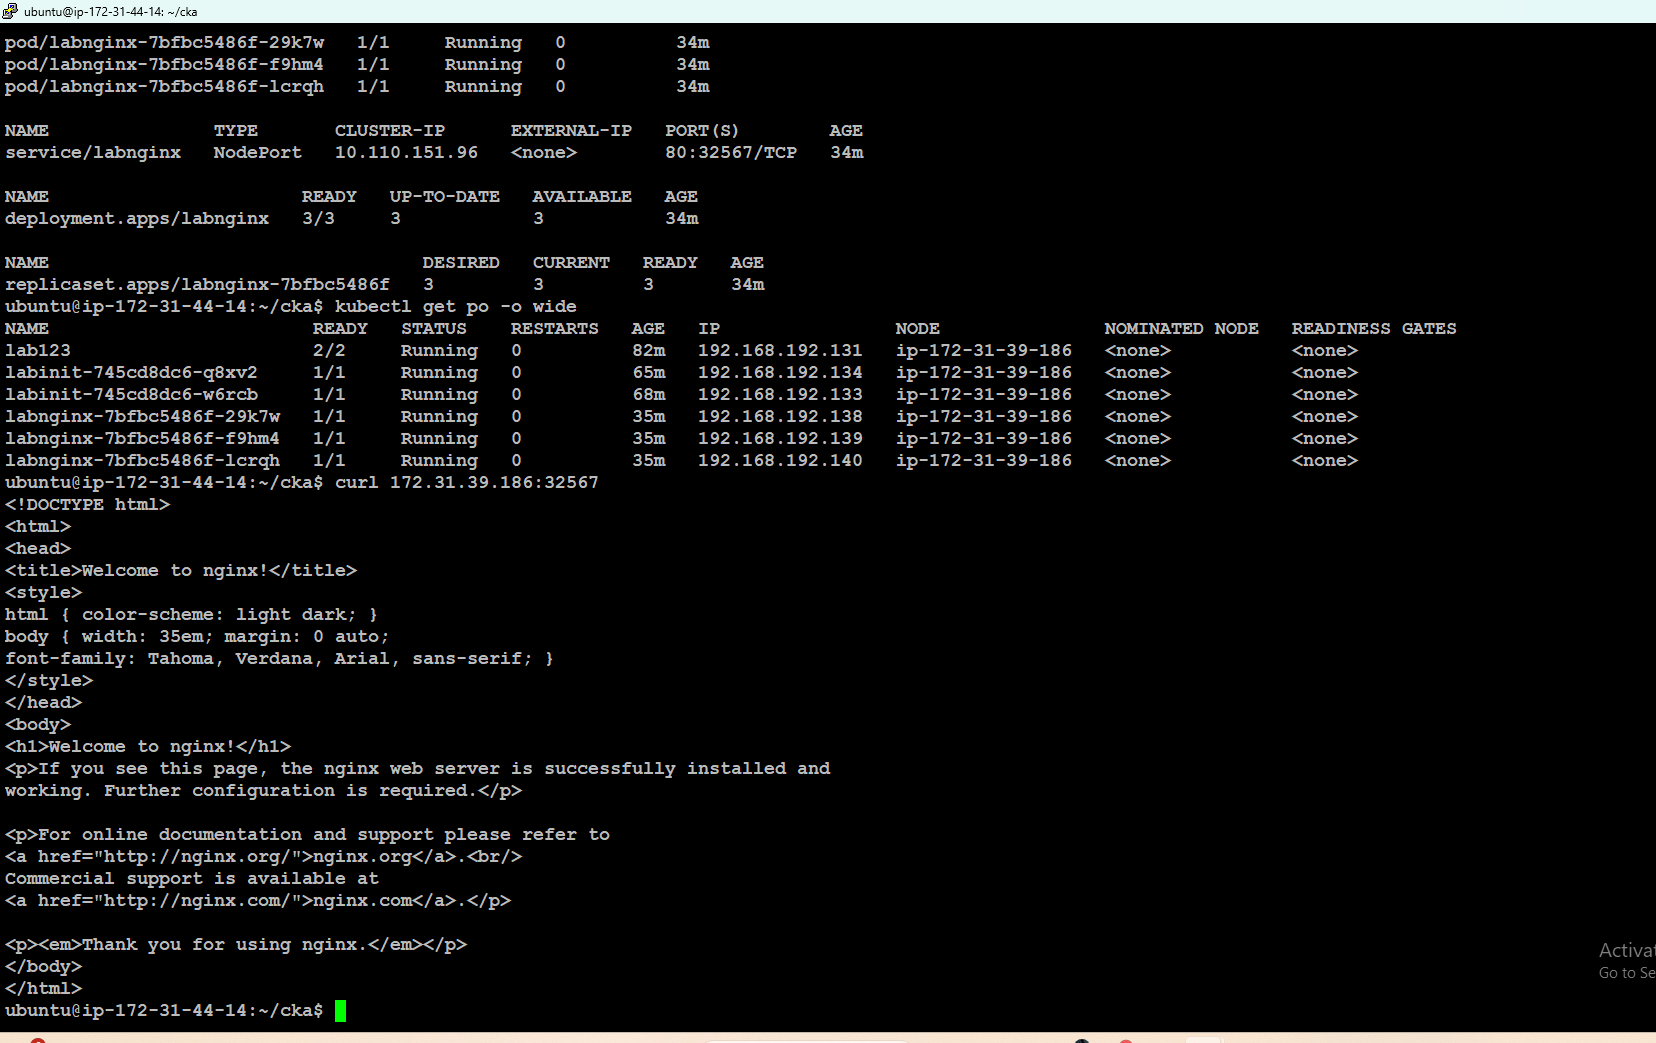 ubuntu@ip-172-31-44-14: ~/cka
pod/labnginx-7bfbc5486f-29k7w   1/1     Running   0          34m
pod/labnginx-7bfbc5486f-f9hm4   1/1     Running   0          34m
pod/labnginx-7bfbc5486f-lcrqh   1/1     Running   0          34m
NAME               TYPE       CLUSTER-IP      EXTERNAL-IP   PORT(S)        AGE
service/labnginx   NodePort   10.110.151.96   <none>        80:32567/TCP   34m
NAME                       READY   UP-TO-DATE   AVAILABLE   AGE
deployment.apps/labnginx   3/3     3            3           34m
NAME                                  DESIRED   CURRENT   READY   AGE
replicaset.apps/labnginx-7bfbc5486f   3         3         3       34m
ubuntu@ip-172-31-44-14:~/cka$ kubectl get po -o wide
NAME                        READY   STATUS    RESTARTS   AGE   IP                NODE               NOMINATED NODE   READINESS GATES
lab123                      2/2     Running   0          82m   192.168.192.131   ip-172-31-39-186   <none>           <none>
labinit-745cd8dc6-q8xv2     1/1     Running   0          65m   192.168.192.134   ip-172-31-39-186   <none>           <none>
labinit-745cd8dc6-w6rcb     1/1     Running   0          68m   192.168.192.133   ip-172-31-39-186   <none>           <none>
labnginx-7bfbc5486f-29k7w   1/1     Running   0          35m   192.168.192.138   ip-172-31-39-186   <none>           <none>
labnginx-7bfbc5486f-f9hm4   1/1     Running   0          35m   192.168.192.139   ip-172-31-39-186   <none>           <none>
labnginx-7bfbc5486f-lcrqh   1/1     Running   0          35m   192.168.192.140   ip-172-31-39-186   <none>           <none>
ubuntu@ip-172-31-44-14:~/cka$ curl 172.31.39.186:32567
<!DOCTYPE html>
<html>
<head>
<title>Welcome to nginx!</title>
<style>
html { color-scheme: light dark; }
body { width: 35em; margin: 0 auto;
font-family: Tahoma, Verdana, Arial, sans-serif; }
</style>
</head>
<body>
<h1>Welcome to nginx!</h1>
<p>If you see this page, the nginx web server is successfully installed and
working. Further configuration is required.</p>
<p>For online documentation and support please refer to
<a href="http://nginx.org/">nginx.org</a>.<br/>
Commercial support is available at
<a href="http://nginx.com/">nginx.com</a>.</p>
<p><em>Thank you for using nginx.</em></p>
</body>
</html>
ubuntu@ip-172-31-44-14:~/cka$
Activa
Go to Se